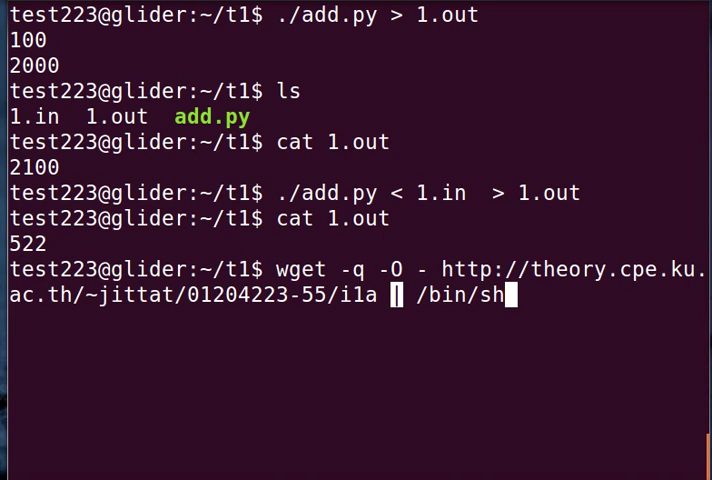 test223@glider:~/t1$ ./add.py > 1.out
100
2000
test223@glider:~/t1$ ls
1.in  1.out  add.py
test223@glider:~/t1$ cat 1.out
2100
test223@glider:~/t1$ ./add.py < 1.in  > 1.out
test223@glider:~/t1$ cat 1.out
522
test223@glider:~/t1$ wget -q -O - http://theory.cpe.ku.
ac.th/~jittat/01204223-55/i1a | /bin/sh